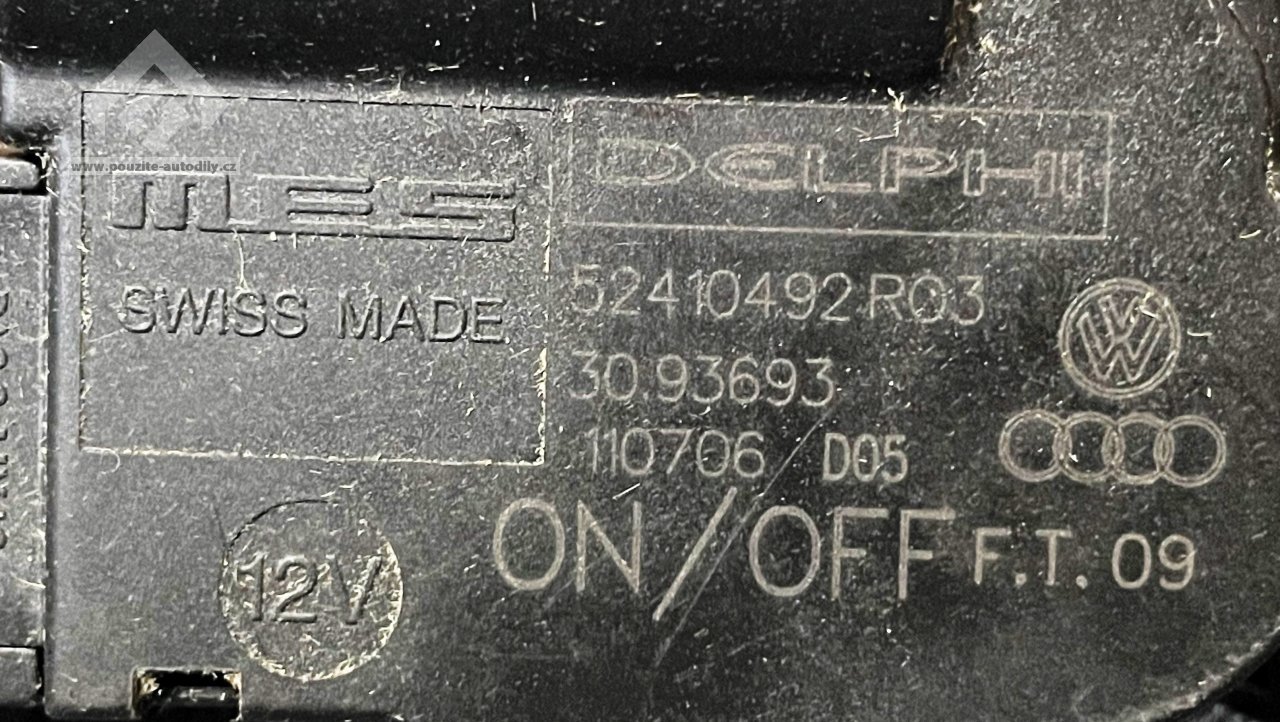 www.pouzite-autodily.cz
MES
SWISS MADE
DELPHI
52410492 R03
30.93693
110706 D05
12V
ON/OFF F.T. 09